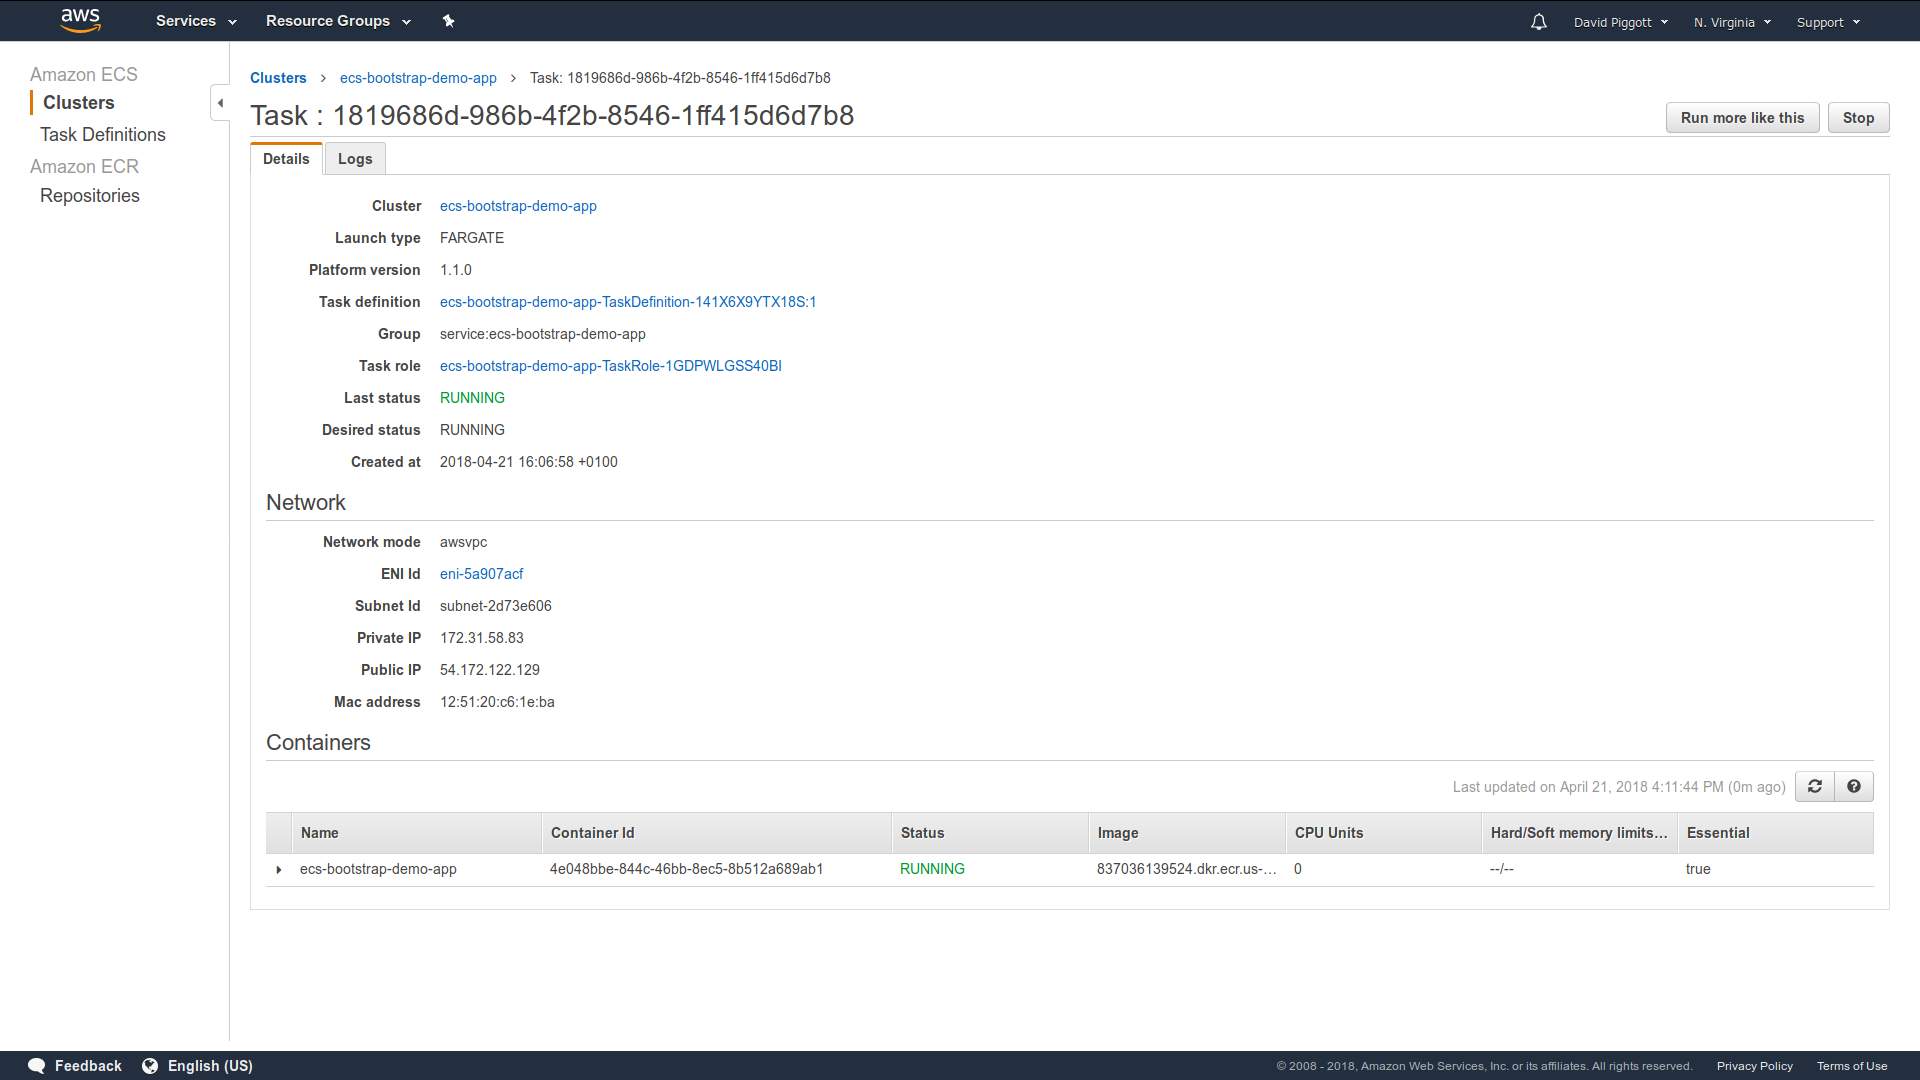 aws Services Resource Groups David Piggott N. Virginia Support
Amazon ECS
Clusters
Task Definitions
Amazon ECR
Repositories
Clusters > ecs-bootstrap-demo-app > Task: 1819686d-986b-4f2b-8546-1ff415d6d7b8
Task : 1819686d-986b-4f2b-8546-1ff415d6d7b8
Run more like this Stop
Details Logs
Cluster ecs-bootstrap-demo-app
Launch type FARGATE
Platform version 1.1.0
Task definition ecs-bootstrap-demo-app-TaskDefinition-141X6X9YTX18S:1
Group service:ecs-bootstrap-demo-app
Task role ecs-bootstrap-demo-app-TaskRole-1GDPWLGSS40BI
Last status RUNNING
Desired status RUNNING
Created at 2018-04-21 16:06:58 +0100
Network
Network mode awsvpc
ENI Id eni-5a907acf
Subnet Id subnet-2d73e606
Private IP 172.31.58.83
Public IP 54.172.122.129
Mac address 12:51:20:c6:1e:ba
Containers
Last updated on April 21, 2018 4:11:44 PM (0m ago)
Name Container Id Status Image CPU Units Hard/Soft memory limits... Essential
ecs-bootstrap-demo-app 4e048bbe-844c-46bb-8ec5-8b512a689ab1 RUNNING 837036139524.dkr.ecr.us-... 0 --/-- true
Feedback English (US) © 2008 - 2018, Amazon Web Services, Inc. or its affiliates. All rights reserved. Privacy Policy Terms of Use